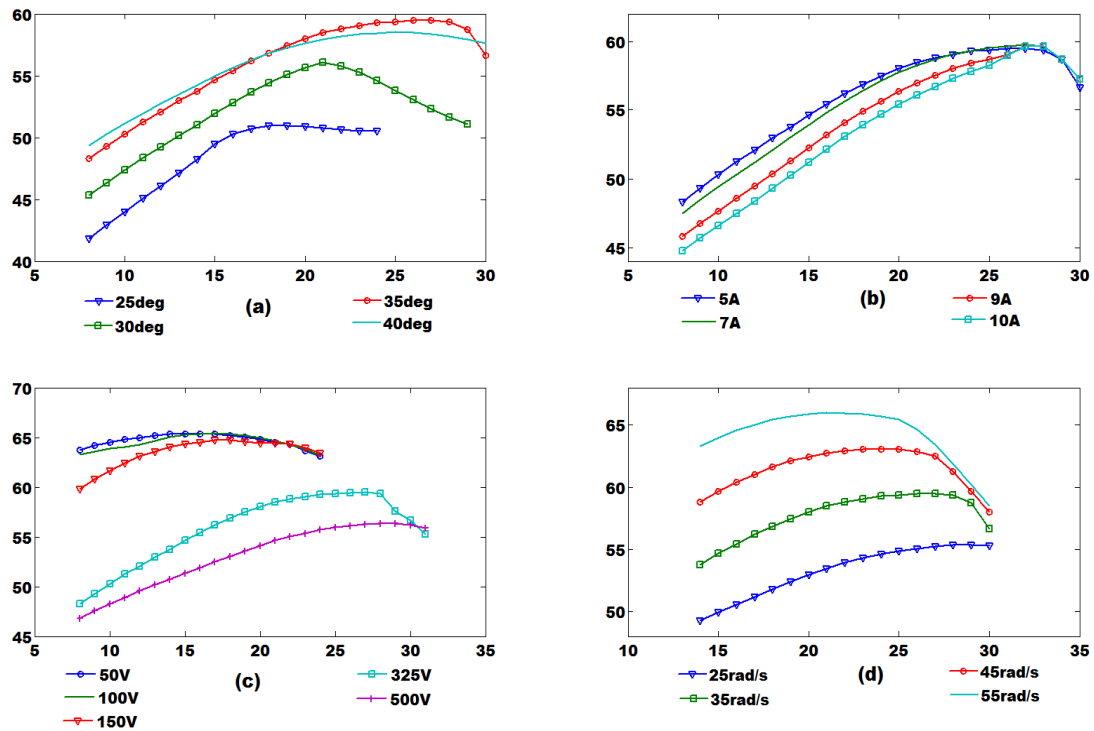 60
55
50
45
40
5 10 15 20 25 30
25deg 35deg
30deg 40deg
(a)
60
55
50
45
5 10 15 20 25 30
5A 9A
7A 10A
(b)
70
65
60
55
50
45
5 10 15 20 25 30 35
50V 325V
100V 500V
150V
(c)
65
60
55
50
10 15 20 25 30 35
25rad/s 45rad/s
35rad/s 55rad/s
(d)